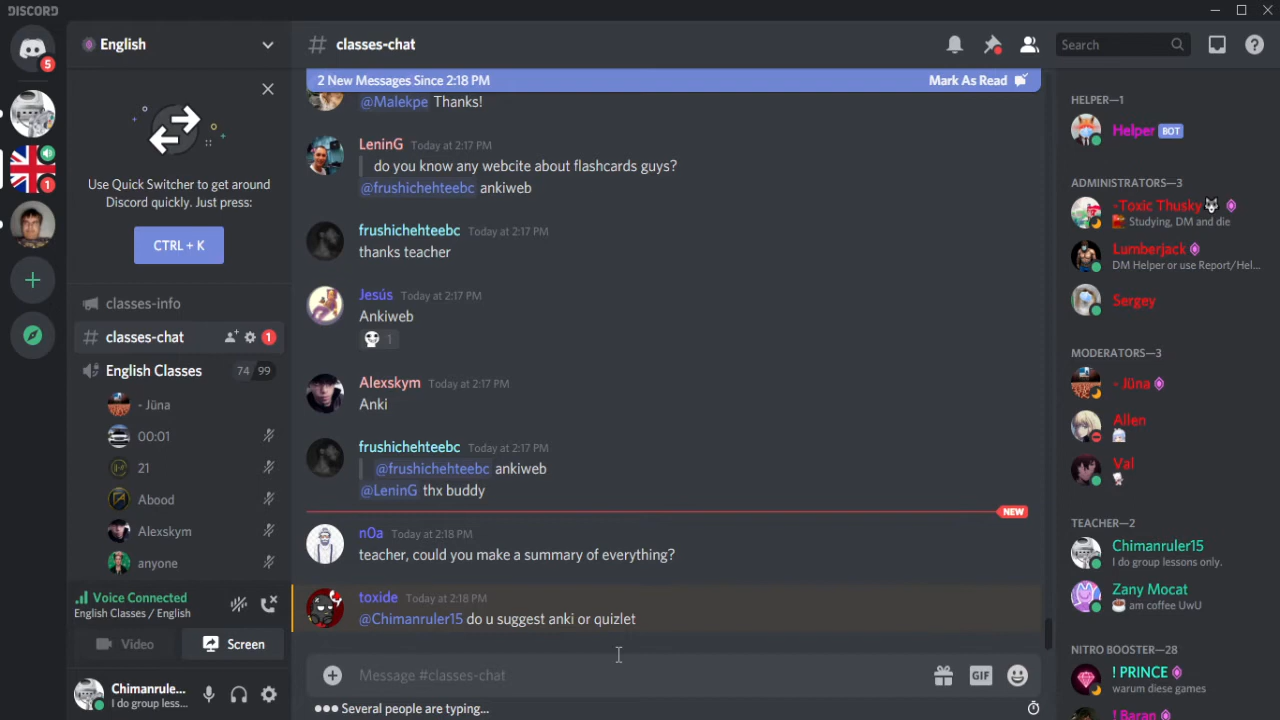 DISCORD
5
1
English
Use Quick Switcher to get around
Discord quickly. Just press:
CTRL + K
classes-info
# classes-chat 1
English Classes 74 99
- Jüna
00:01
21
Abood
Alexskym
anyone
Voice Connected
English Classes / English
Video Screen
Chimanrule...
I do group less...
# classes-chat
Search
2 New Messages Since 2:18 PM Mark As Read
@Malekpe Thanks!
LeninG Today at 2:17 PM
do you know any webcite about flashcards guys?
@frushichehteebc ankiweb
frushichehteebc Today at 2:17 PM
thanks teacher
Jesús Today at 2:17 PM
Ankiweb
1
Alexskym Today at 2:17 PM
Anki
frushichehteebc Today at 2:17 PM
@frushichehteebc ankiweb
@LeninG thx buddy
NEW
n0a Today at 2:18 PM
teacher, could you make a summary of everything?
toxide Today at 2:18 PM
@Chimanruler15 do u suggest anki or quizlet
Message #classes-chat
GIF
Several people are typing...
HELPER—1
Helper BOT
ADMINISTRATORS—3
-Toxic Thusky
Studying, DM and die
Lumberjack
DM Helper or use Report/Hel...
Sergey
MODERATORS—3
- Jüna
Allen
Val
TEACHER—2
Chimanruler15
I do group lessons only.
Zany Mocat
am coffee UwU
NITRO BOOSTER—28
! PRINCE
warum diese games
! Baran